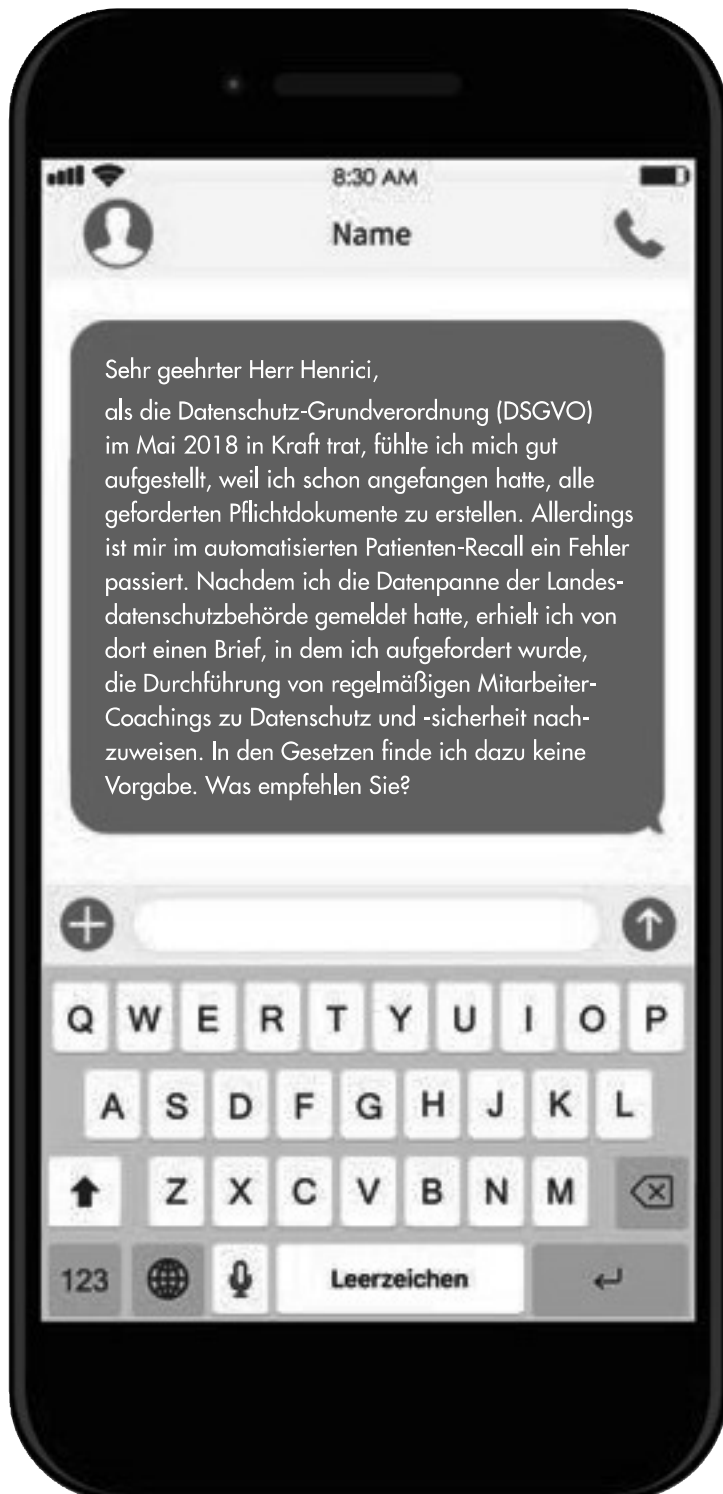 8:30 AM
Name
Sehr geehrter Herr Henrici,
als die Datenschutz-Grundverordnung (DSGVO)
im Mai 2018 in Kraft trat, fühlte ich mich gut
aufgestellt, weil ich schon angefangen hatte, alle
geforderten Pflichtdokumente zu erstellen. Allerdings
ist mir im automatisierten Patienten-Recall ein Fehler
passiert. Nachdem ich die Datenpanne der Landes-
datenschutzbehörde gemeldet hatte, erhielt ich von
dort einen Brief, in dem ich aufgefordert wurde,
die Durchführung von regelmäßigen Mitarbeiter-
Coachings zu Datenschutz und -sicherheit nach-
zuweisen. In den Gesetzen finde ich dazu keine
Vorgabe. Was empfehlen Sie?
Q W E R T Y U I O P
A S D F G H J K L
Z X C V B N M
123 Leerzeichen